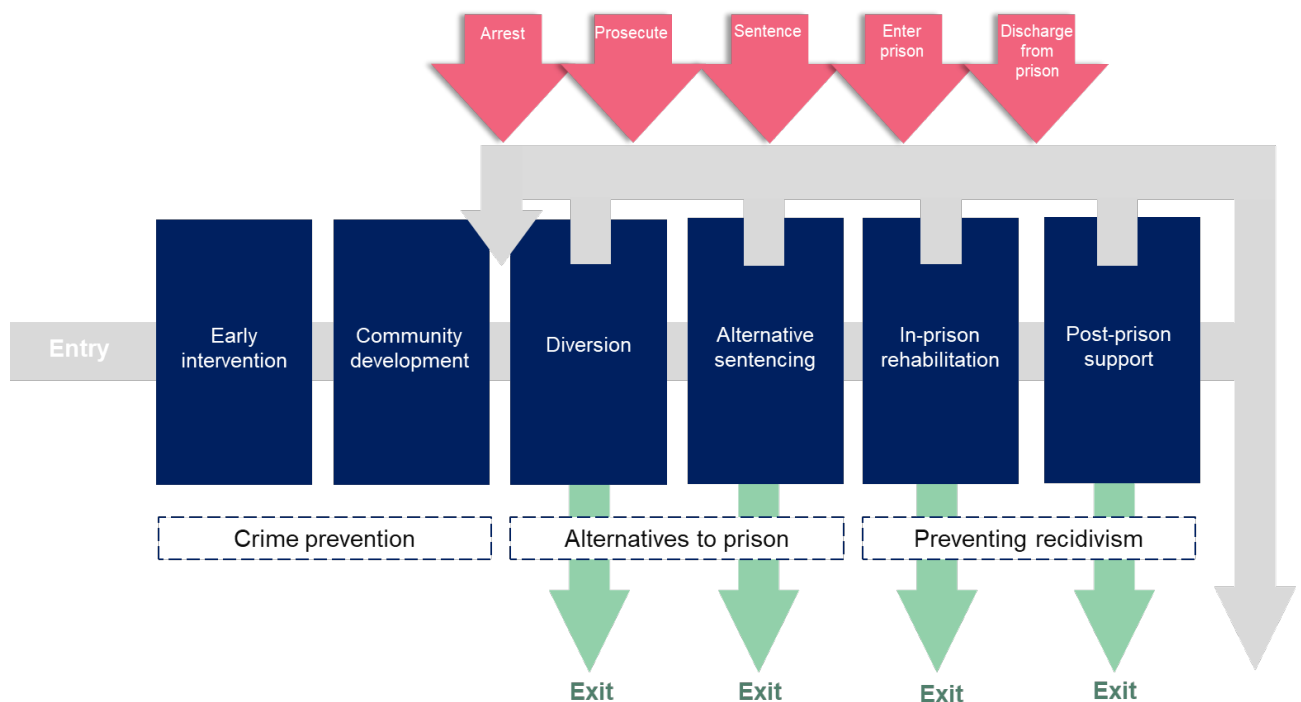 Arrest
Prosecute
Sentence
Enter
prison
Discharge
from
prison
Entry
Early
intervention
Community
development
Diversion
Alternative
sentencing
In-prison
rehabilitation
Post-prison
support
Crime prevention
Alternatives to prison
Preventing recidivism
Exit
Exit
Exit
Exit